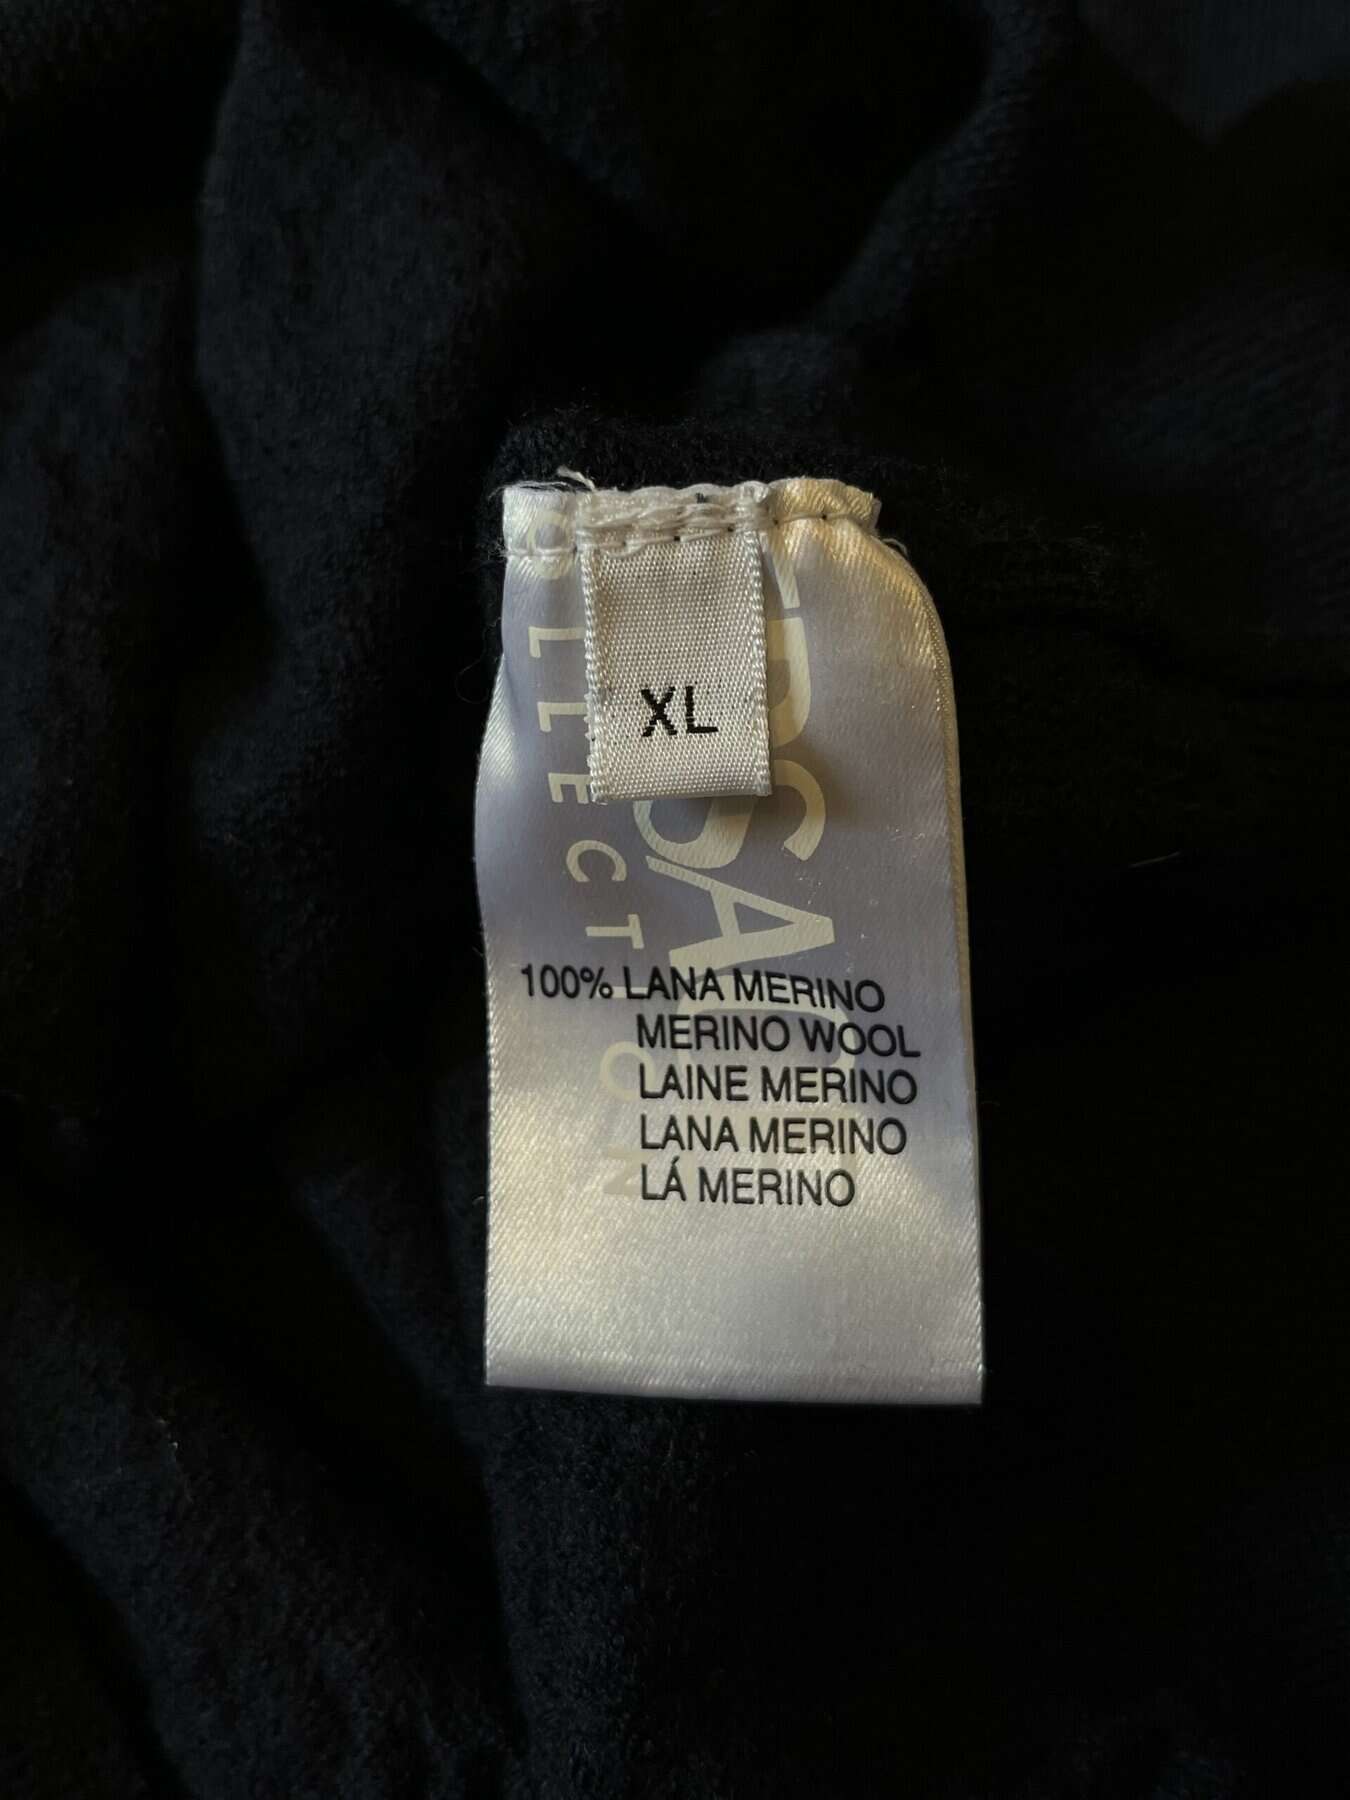 XL
100% LANA MERINO
MERINO WOOL
LAINE MERINO
LANA MERINO
LÁ MERINO